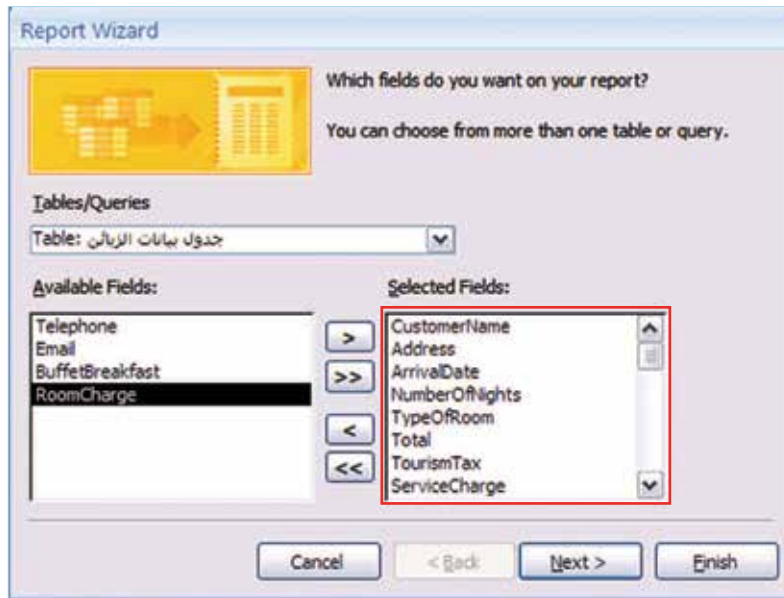 Report Wizard
Which fields do you want on your report?
You can choose from more than one table or query.
Tables/Queries
Table: جدول بيانات الزبائن
Available Fields:
Selected Fields:
Telephone
Email
BuffetBreakfast
RoomCharge
>
>>
<
<<
CustomerName
Address
ArrivalDate
NumberOfNights
TypeOfRoom
Total
TourismTax
ServiceCharge
Cancel
< Back
Next >
Finish